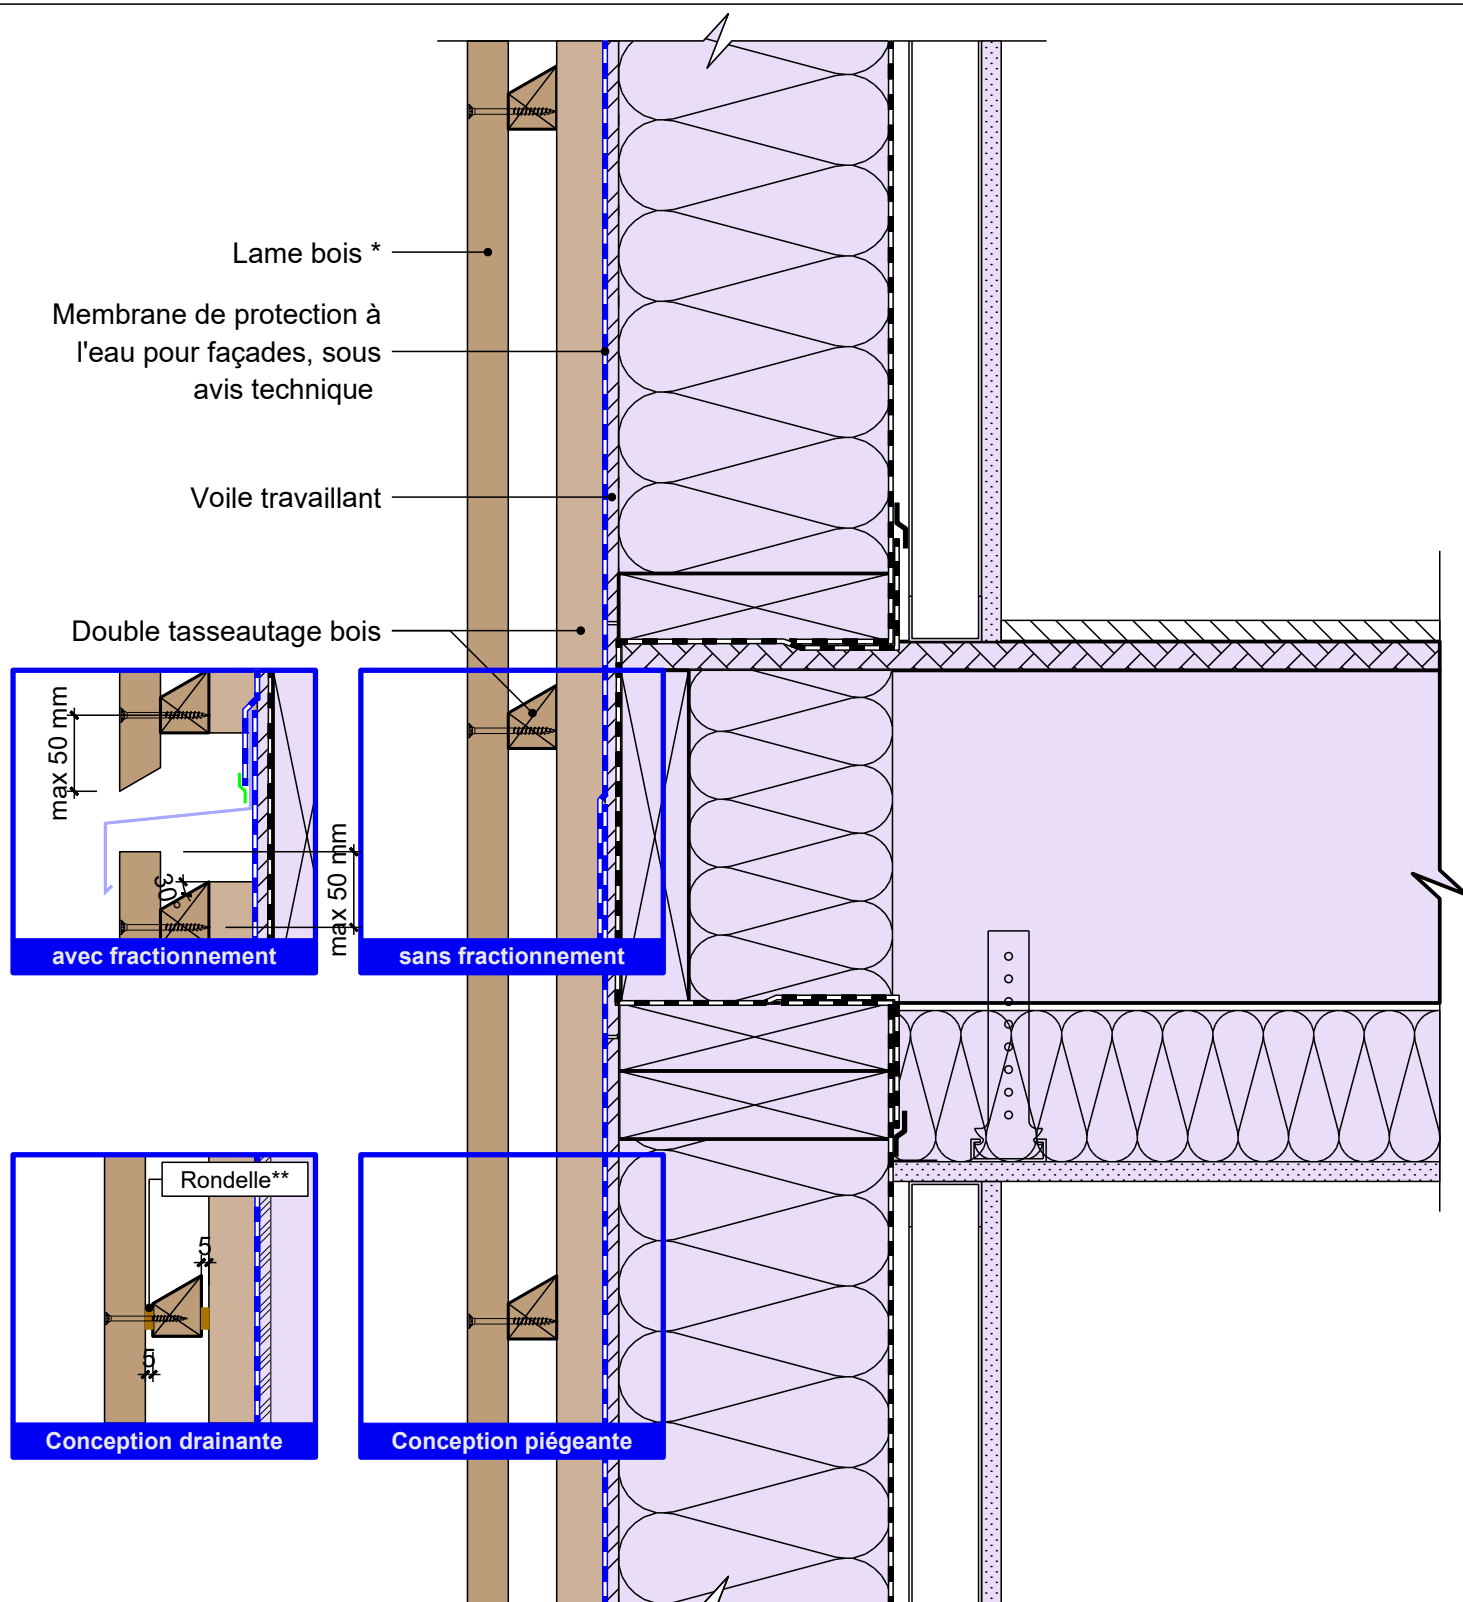 Lame bois *
Membrane de protection à
l'eau pour façades, sous
avis technique
Voile travaillant
Double tasseautage bois
max 50 mm
30°
max 50 mm
avec fractionnement
sans fractionnement
Rondelle**
5
5
Conception drainante
Conception piégeante